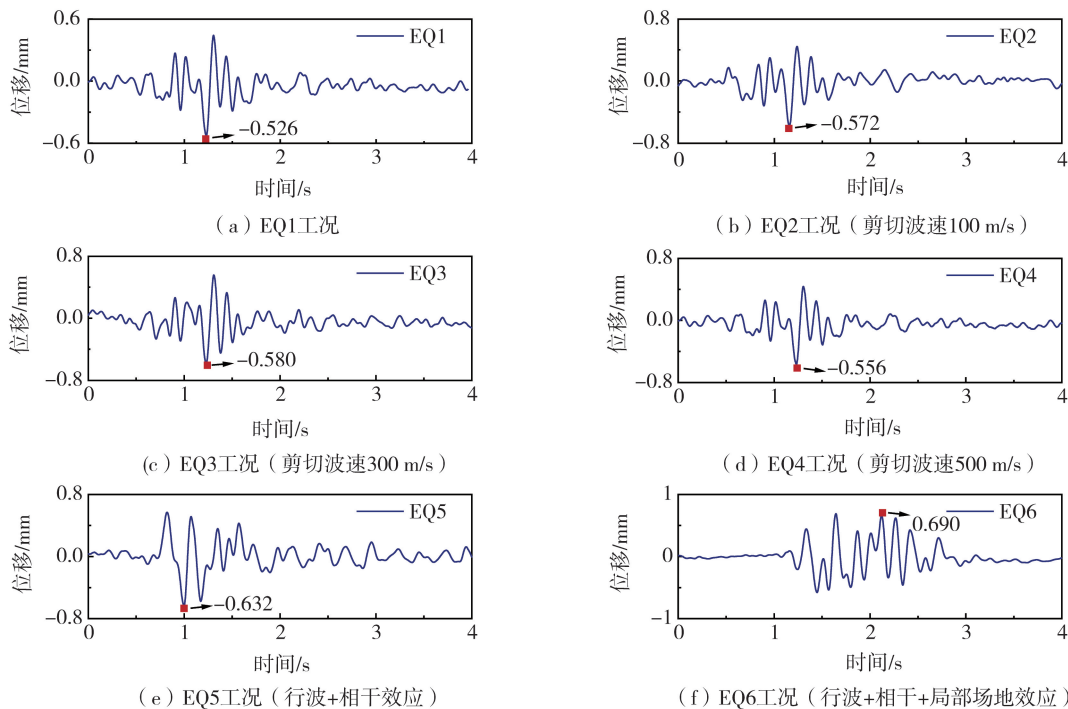 0.6
EQ1
位移/mm
0.0
−0.526
−0.6
0 1 2 3 4
时间/s
（a）EQ1工况
0.8
EQ2
位移/mm
0.0
−0.572
−0.8
0 1 2 3 4
时间/s
（b）EQ2工况（剪切波速100 m/s）
0.8
EQ3
位移/mm
0.0
−0.580
−0.8
0 1 2 3 4
时间/s
(c）EQ3工况（剪切波速300 m/s）
0.8
EQ4
位移/mm
0.0
−0.556
−0.8
0 1 2 3 4
时间/s
（d）EQ4工况（剪切波速500 m/s）
0.8
EQ5
位移/mm
0.0
−0.632
−0.8
0 1 2 3 4
时间/s
（e）EQ5工况（行波+相干效应）
1
EQ6
位移/mm
0.690
0
−1
0 1 2 3 4
时间/s
（f）EQ6工况（行波+相干+局部场地效应）